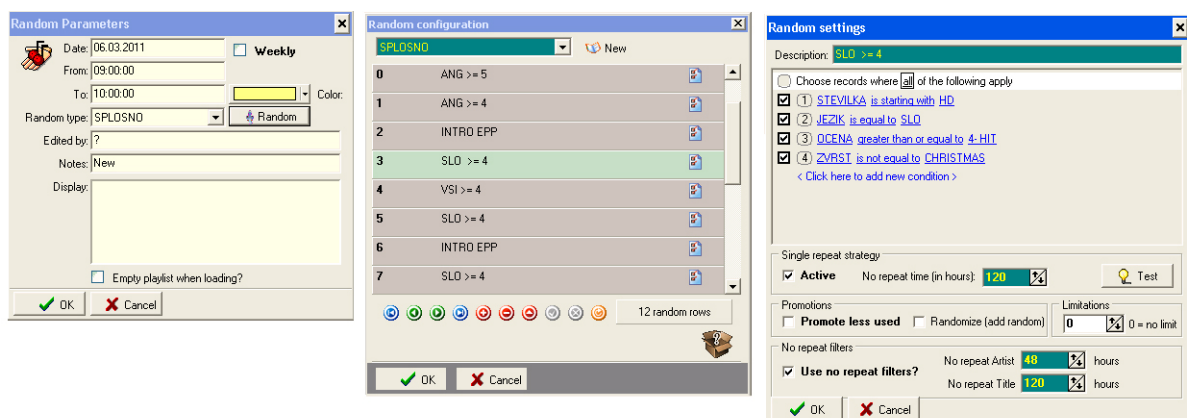 Random Parameters
Date: 06.03.2011
Weekly
From: 09:00:00
To: 10:00:00
Color:
Random type: SPLOSNO
Random
Edited by: ?
Notes: New
Display:
Empty playlist when loading?
OK
Cancel
Random configuration
SPLOSNO
New
0 ANG >= 5
1 ANG >= 4
2 INTRO EPP
3 SLO >= 4
4 VSI >= 4
5 SLO >= 4
6 INTRO EPP
7 SLO >= 4
12 random rows
OK
Cancel
Random settings
Description: SLO >= 4
Choose records where all of the following apply
1 STEVILKA is starting with HD
2 JEZIK is equal to SLO
3 OCENA greater than or equal to 4- HIT
4 ZVRST is not equal to CHRISTMAS
< Click here to add new condition >
Single repeat strategy
Active
No repeat time (in hours): 120
Test
Promotions
Promote less used
Randomize (add random)
Limitations
0
0 = no limit
No repeat filters
Use no repeat filters?
No repeat Artist 48 hours
No repeat Title 120 hours
OK
Cancel